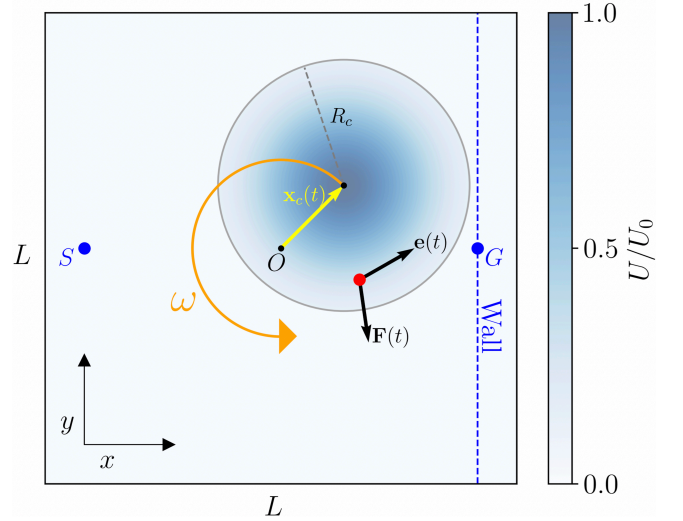 1.0
R_c
x_c(t)
e(t)
L
S
O
G
0.5
U/U_0
ω
Wall
F(t)
y
x
0.0
L